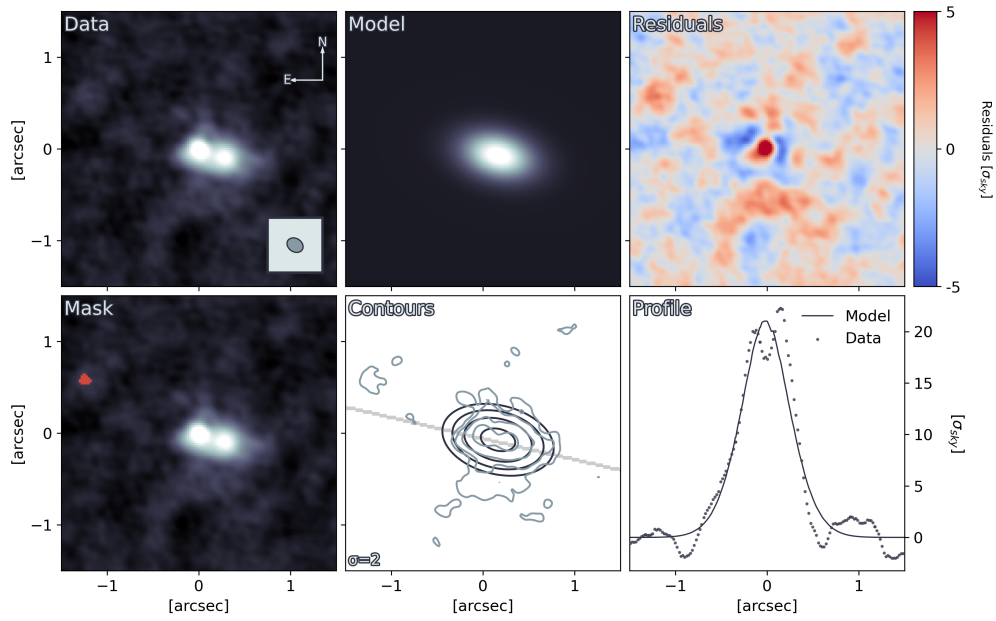 Data
N
E
Model
Residuals
5
0
-5
Residuals [σsky]
1
0
−1
[arcsec]
Mask
Contours
σ=2
Profile
Model
Data
20
15
10
5
0
[σsky]
1
0
−1
[arcsec]
−1 0 1
[arcsec]
−1 0 1
[arcsec]
−1 0 1
[arcsec]